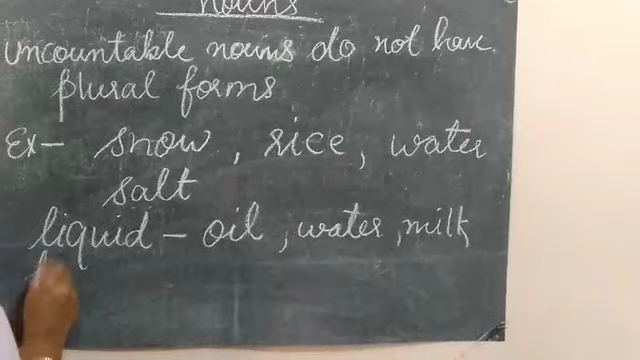 nouns
uncountable nouns do not have
plural forms
Ex- snow, rice, water
salt
liquid - oil, water, milk